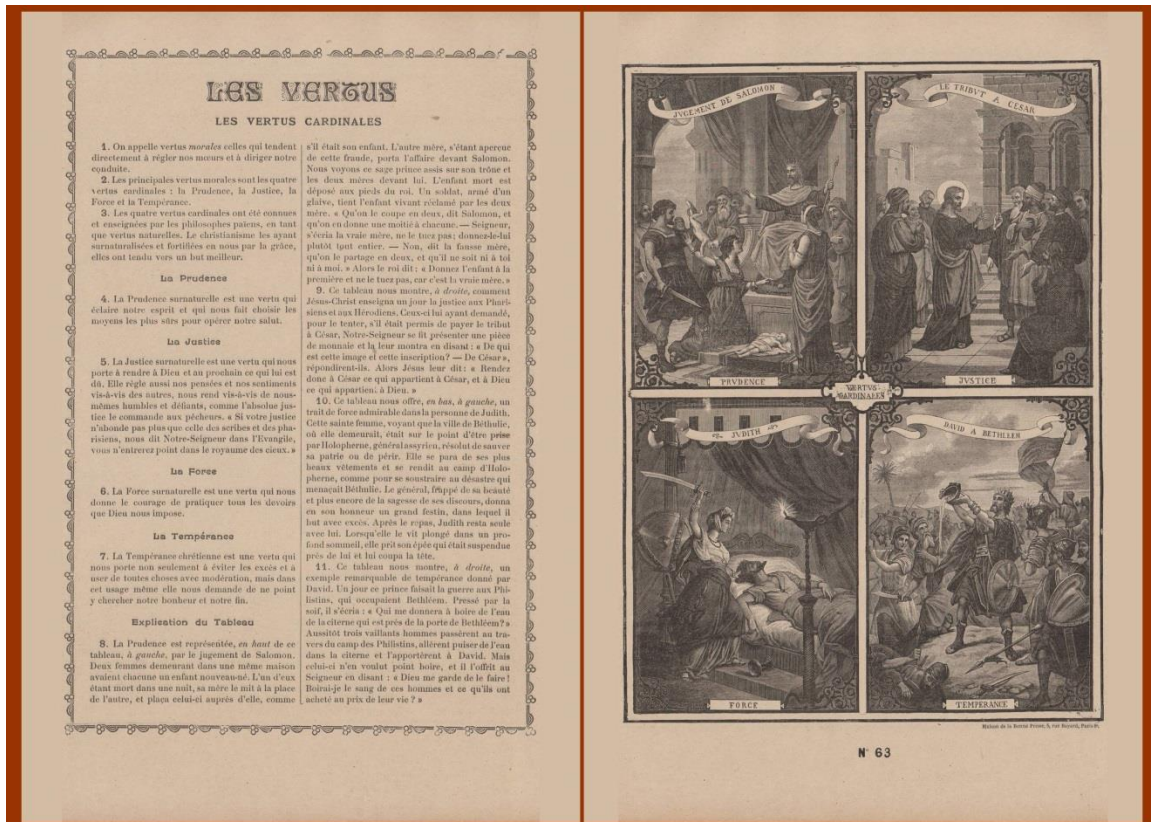 LES VERTUS
LES VERTUS CARDINALES
1. On appelle vertus morales celles qui tendent
directement à régler nos mœurs et à diriger notre
conduite.
2. Les principales vertus morales sont les quatre
vertus cardinales : la Prudence, la Justice, la
Force et la Tempérance.
3. Les quatre vertus cardinales ont été connues
et enseignées par les philosophes païens, en tant
que vertus naturelles. Le christianisme les ayant
surnaturalisées et fortifiées en nous par la grâce,
elles ont tendu vers un but meilleur.
La Prudence
4. La Prudence surnaturelle est une vertu qui
éclaire notre esprit et qui nous fait choisir les
moyens les plus sûrs pour opérer notre salut.
La Justice
5. La Justice surnaturelle est une vertu qui nous
porte à rendre à Dieu et au prochain ce qui lui est
dû. Elle règle aussi nos pensées et nos sentiments
vis-à-vis des autres, nous rend vis-à-vis de nous-
mêmes humbles et défiants, comme l'absolue jus-
tice le commande aux pécheurs. « Si votre justice
n'abonde pas plus que celle des scribes et des pha-
risiens, nous dit Notre-Seigneur dans l'Evangile,
vous n'entrerez point dans le royaume des cieux. »
La Force
6. La Force surnaturelle est une vertu qui nous
donne le courage de pratiquer tous les devoirs
que Dieu nous impose.
La Tempérance
7. La Tempérance chrétienne est une vertu qui
nous porte non seulement à éviter les excès et à
user de toutes choses avec modération, mais dans
cet usage même elle nous demande de ne point
y chercher notre bonheur et notre fin.
Explication du Tableau
8. La Prudence est représentée, en haut de ce
tableau, à gauche, par le jugement de Salomon.
Deux femmes demeurant dans une même maison
avaient chacune un enfant nouveau-né. L'un d'eux
étant mort dans une nuit, sa mère le mit à la place
de l'autre, et plaça celui-ci auprès d'elle, comme
s'il était son enfant. L'autre mère, s'étant aperçue
de cette fraude, porta l'affaire devant Salomon.
Nous voyons ce sage prince assis sur son trône et
les deux mères devant lui. L'enfant mort est
déposé aux pieds du roi. Un soldat, armé d'un
glaive, tient l'enfant vivant réclamé par les deux
mère. « Qu'on le coupe en deux, dit Salomon, et
qu'on en donne une moitié à chacune. — Seigneur,
s'écria la vraie mère, ne le tuez pas; donnez-le-lui
plutôt tout entier. — Non, dit la fausse mère,
qu'on le partage en deux, et qu'il ne soit ni à toi
ni à moi. » Alors le roi dit : « Donnez l'enfant à la
première et ne le tuez pas, car c'est la vraie mère. »
9. Ce tableau nous montre, à droite, comment
Jésus-Christ enseigna un jour la justice aux Phari-
siens et aux Hérodiens. Ceux-ci lui ayant demandé,
pour le tenter, s'il était permis de payer le tribut
à César, Notre-Seigneur se fit présenter une pièce
de monnaie et la leur montra en disant : « De qui
est cette image et cette inscription? — De César »,
répondirent-ils. Alors Jésus leur dit : « Rendez
donc à César ce qui appartient à César, et à Dieu
ce qui appartient à Dieu. »
10. Ce tableau nous offre, en bas, à gauche, un
trait de force admirable dans la personne de Judith.
Cette sainte femme, voyant que la ville de Béthulie,
où elle demeurait, était sur le point d'être prise
par Holopherne, général assyrien, résolut de sauver
sa patrie ou de périr. Elle se para de ses plus
beaux vêtements et se rendit au camp d'Holo-
pherne, comme pour se soustraire au désastre qui
menaçait Béthulie. Le général, frappé de sa beauté
et plus encore de la sagesse de ses discours, donna
en son honneur un grand festin, dans lequel il
but avec excès. Après le repas, Judith resta seule
avec lui. Lorsqu'elle le vit plongé dans un pro-
fond sommeil, elle prit son épée qui était suspendue
près de lui et lui coupa la tête.
11. Ce tableau nous montre, à droite, un
exemple remarquable de tempérance donné par
David. Un jour ce prince faisait la guerre aux Phi-
listins, qui occupaient Bethléem. Pressé par la
soif, il s'écria : « Qui me donnera à boire de l'eau
de la citerne qui est près de la porte de Bethléem? »
Aussitôt trois vaillants hommes passèrent au tra-
vers du camp des Philistins, allèrent puiser de l'eau
dans la citerne et l'apportèrent à David. Mais
celui-ci n'en voulut point boire, et il l'offrit au
Seigneur en disant : « Dieu me garde de le faire!
Boirai-je le sang de ces hommes et ce qu'ils ont
acheté au prix de leur vie ? »
JUGEMENT DE SALOMON
LE TRIBVT A CESAR
PRVDENCE
JVSTICE
VERTUS
CARDINALES
JUDITH
DAVID A BETHLEEM
FORCE
TEMPERANCE
Maison de la Bonne Presse, 5, rue Bayard, Paris-8e.
N° 63